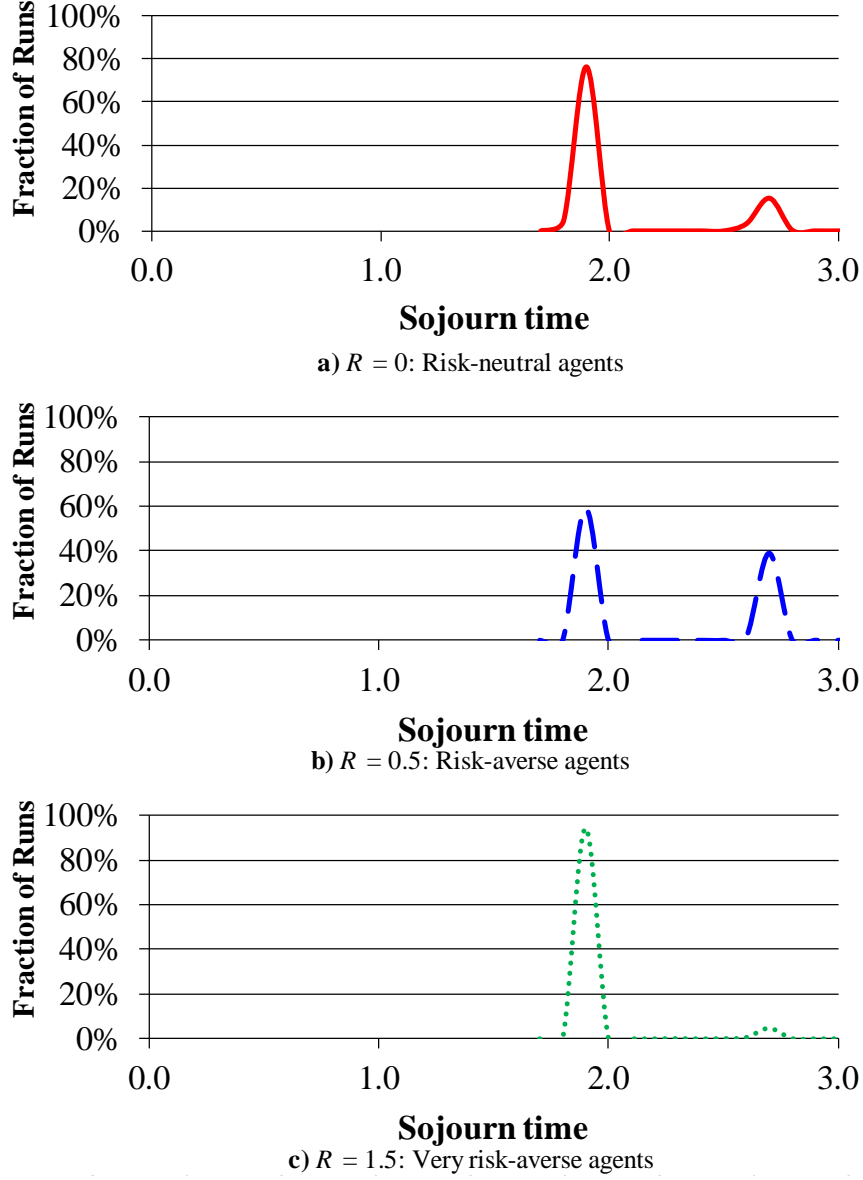 Fraction of Runs
100%
80%
60%
40%
20%
0%
0.0 1.0 2.0 3.0
Sojourn time
a) R = 0: Risk-neutral agents
Fraction of Runs
100%
80%
60%
40%
20%
0%
0.0 1.0 2.0 3.0
Sojourn time
b) R = 0.5: Risk-averse agents
Fraction of Runs
100%
80%
60%
40%
20%
0%
0.0 1.0 2.0 3.0
Sojourn time
c) R = 1.5: Very risk-averse agents